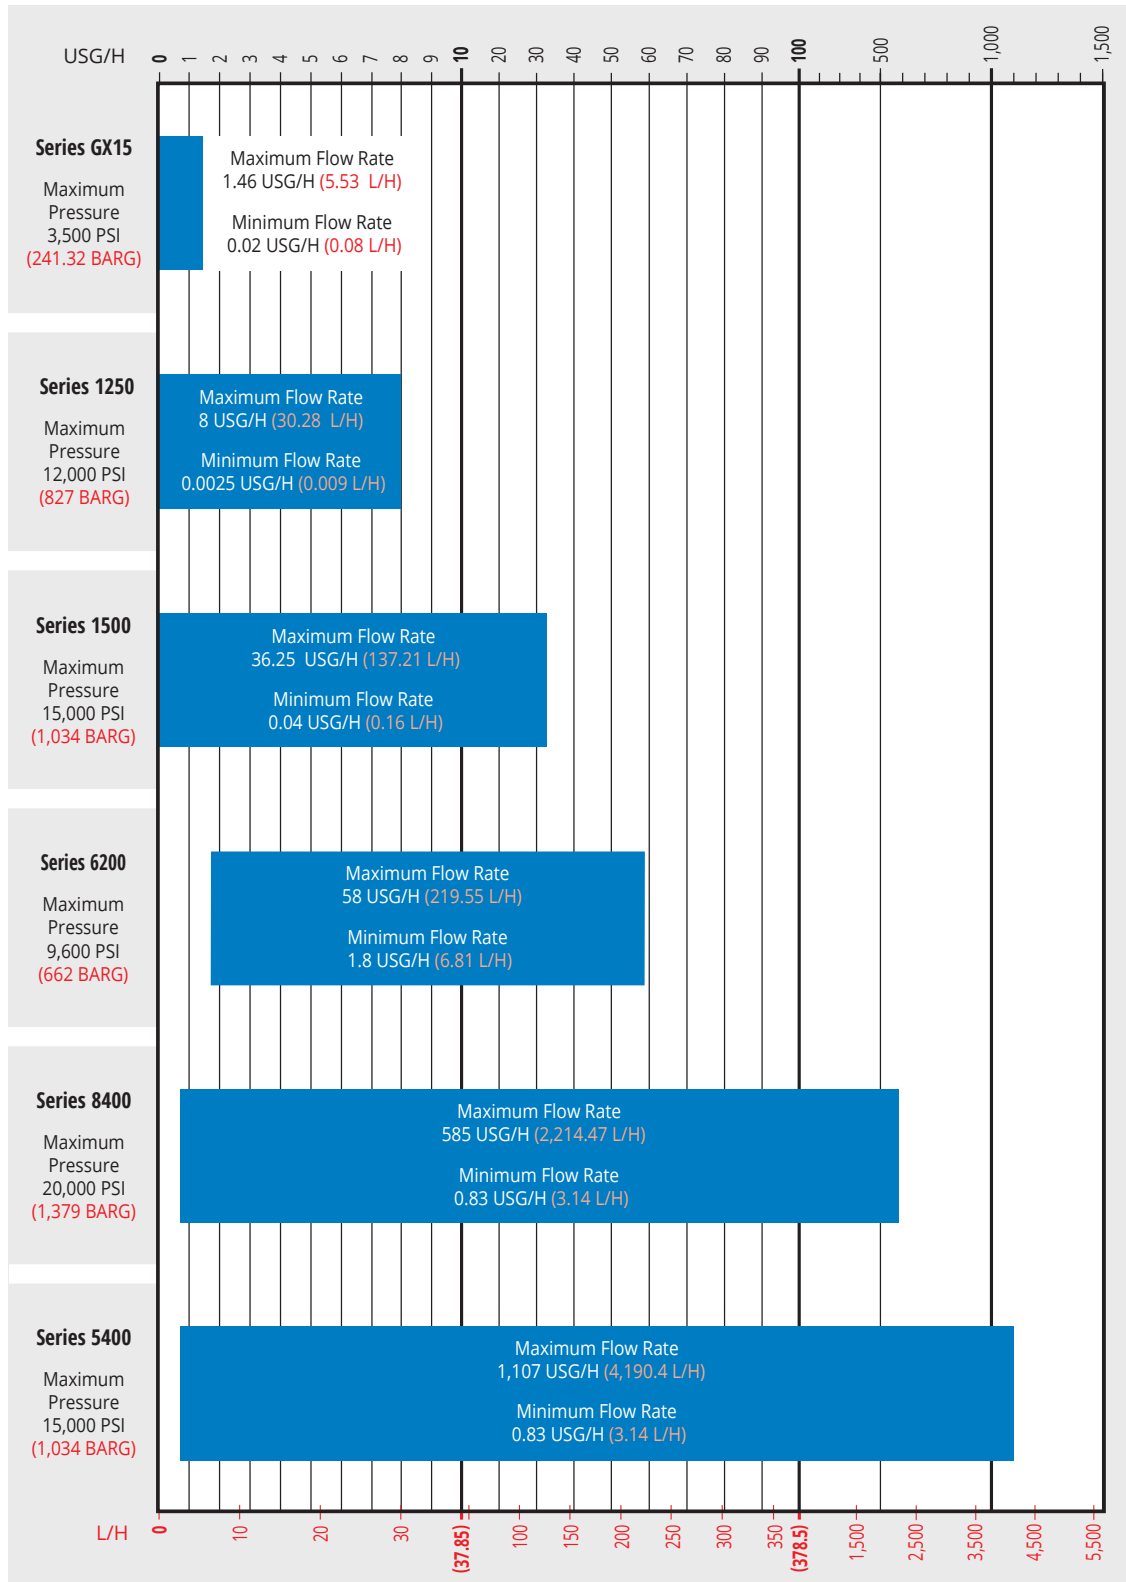 USG/H 0 1 2 3 4 5 6 7 8 9 10 20 30 40 50 60 70 80 90 100 500 1,000 1,500
Series GX15
Maximum
Pressure
3,500 PSI
(241.32 BARG)
Maximum Flow Rate
1.46 USG/H (5.53 L/H)
Minimum Flow Rate
0.02 USG/H (0.08 L/H)
Series 1250
Maximum
Pressure
12,000 PSI
(827 BARG)
Maximum Flow Rate
8 USG/H (30.28 L/H)
Minimum Flow Rate
0.0025 USG/H (0.009 L/H)
Series 1500
Maximum
Pressure
15,000 PSI
(1,034 BARG)
Maximum Flow Rate
36.25 USG/H (137.21 L/H)
Minimum Flow Rate
0.04 USG/H (0.16 L/H)
Series 6200
Maximum
Pressure
9,600 PSI
(662 BARG)
Maximum Flow Rate
58 USG/H (219.55 L/H)
Minimum Flow Rate
1.8 USG/H (6.81 L/H)
Series 8400
Maximum
Pressure
20,000 PSI
(1,379 BARG)
Maximum Flow Rate
585 USG/H (2,214.47 L/H)
Minimum Flow Rate
0.83 USG/H (3.14 L/H)
Series 5400
Maximum
Pressure
15,000 PSI
(1,034 BARG)
Maximum Flow Rate
1,107 USG/H (4,190.4 L/H)
Minimum Flow Rate
0.83 USG/H (3.14 L/H)
L/H 0 10 20 30 (37.85) 100 150 200 250 300 350 (378.5) 1,500 2,500 3,500 4,500 5,500